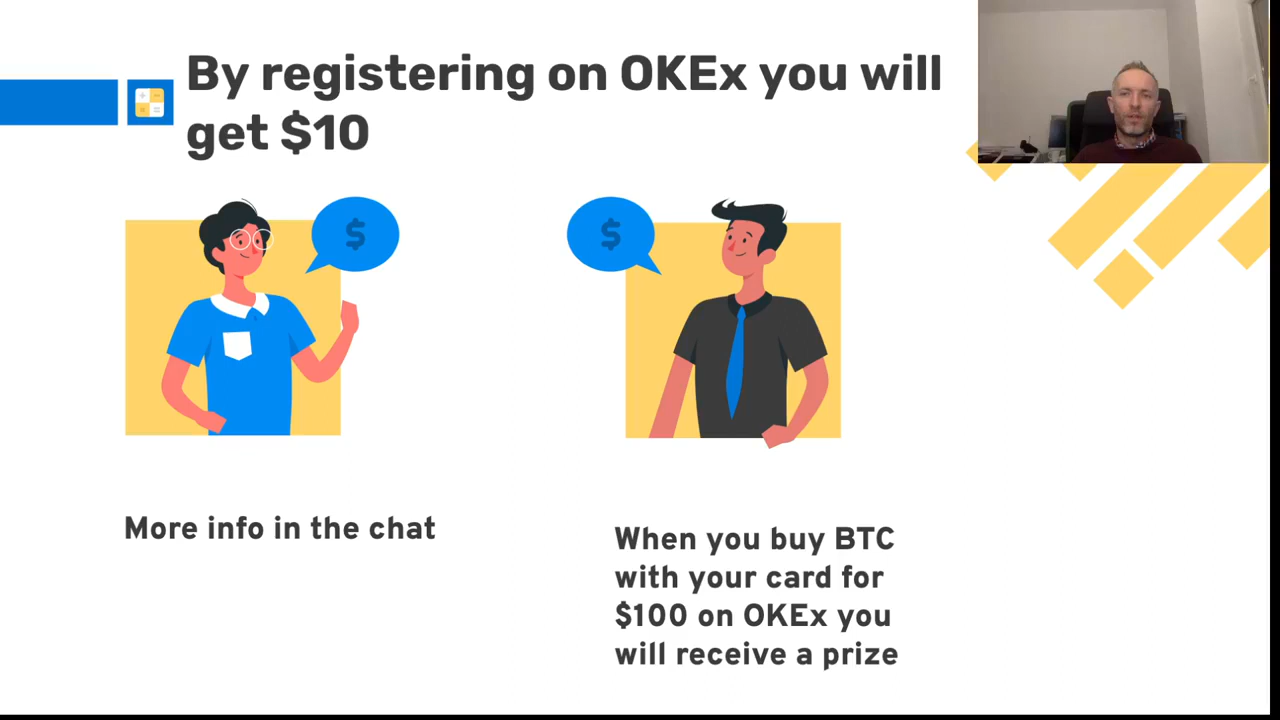 By registering on OKEx you will
get $10
$
$
More info in the chat
When you buy BTC
with your card for
$100 on OKEx you
will receive a prize